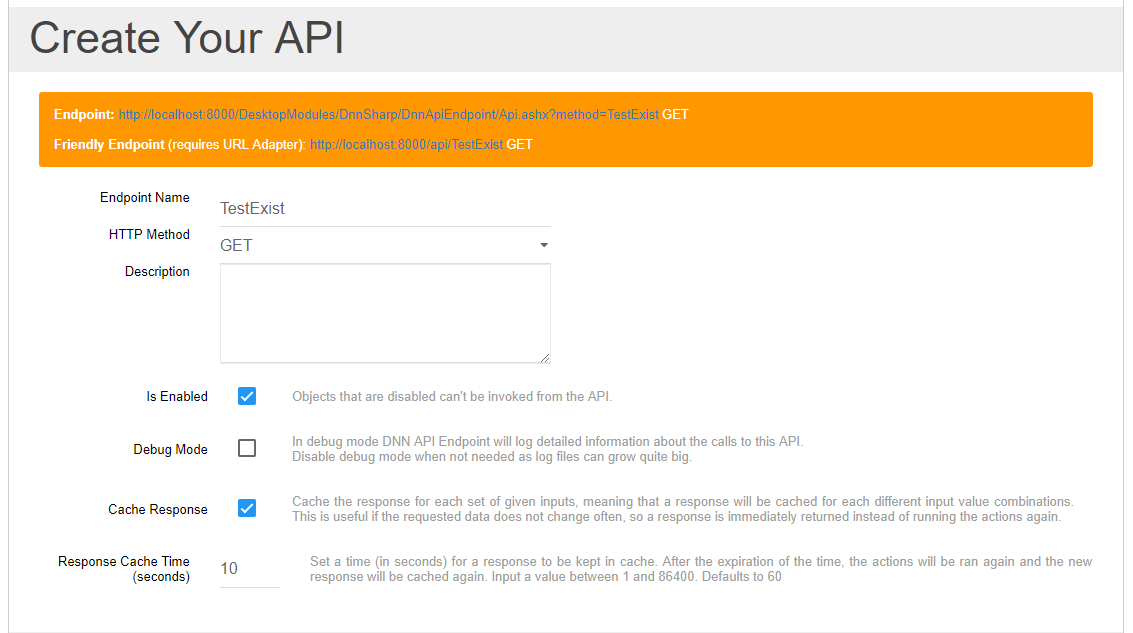 Create Your API
Endpoint: http://localhost:8000/DesktopModules/DnnSharp/DnnApiEndpoint/Api.ashx?method=TestExist GET
Friendly Endpoint (requires URL Adapter): http://localhost:8000/api/TestExist GET
Endpoint Name
TestExist
HTTP Method
GET
Description
Is Enabled
Objects that are disabled can't be invoked from the API.
Debug Mode
In debug mode DNN API Endpoint will log detailed information about the calls to this API.
Disable debug mode when not needed as log files can grow quite big.
Cache Response
Cache the response for each set of given inputs, meaning that a response will be cached for each different input value combinations.
This is useful if the requested data does not change often, so a response is immediately returned instead of running the actions again.
Response Cache Time
(seconds)
10
Set a time (in seconds) for a response to be kept in cache. After the expiration of the time, the actions will be ran again and the new
response will be cached again. Input a value between 1 and 86400. Defaults to 60